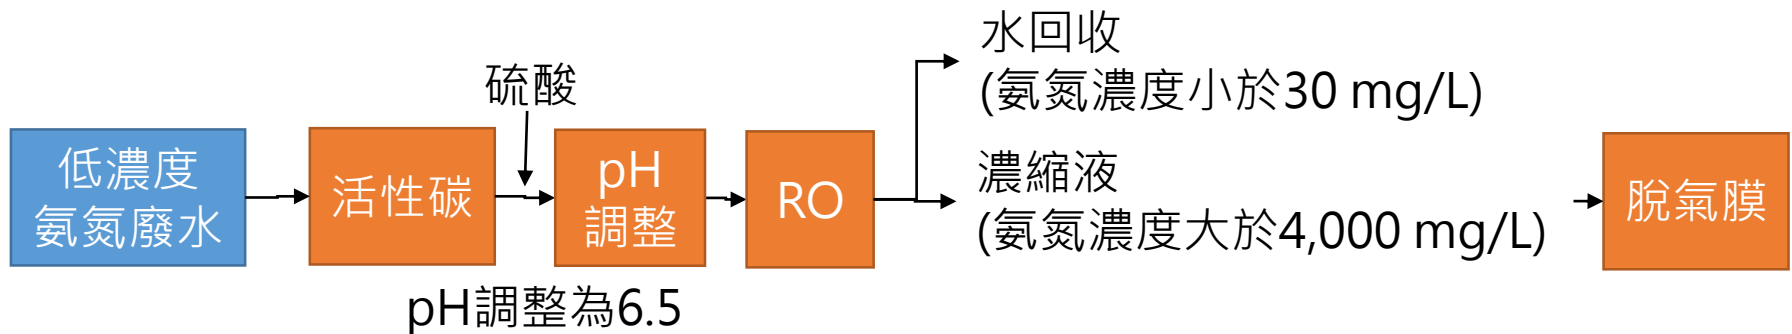 低濃度
氨氮廢水
活性碳
硫酸
pH
調整
pH調整為6.5
RO
水回收
(氨氮濃度小於30 mg/L)
濃縮液
(氨氮濃度大於4,000 mg/L)
脫氣膜